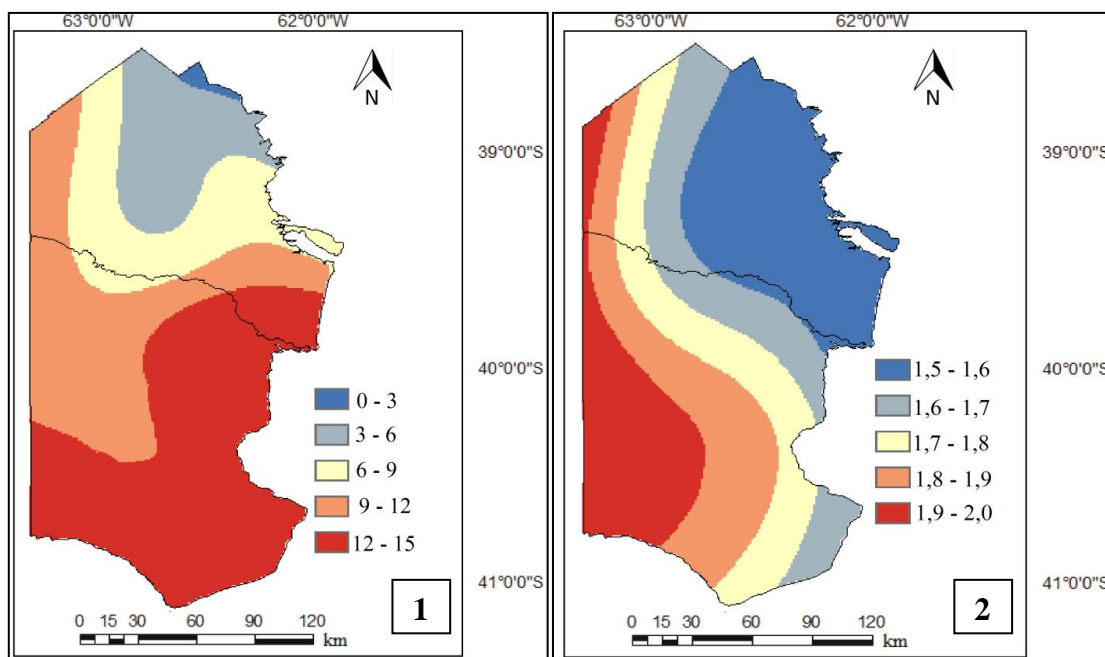 63°0'0"W 62°0'0"W
N
39°0'0"S
40°0'0"S
0 - 3
3 - 6
6 - 9
9 - 12
12 - 15
41°0'0"S
0 15 30 60 90 120
km
1
63°0'0"W 62°0'0"W
N
39°0'0"S
40°0'0"S
1,5 - 1,6
1,6 - 1,7
1,7 - 1,8
1,8 - 1,9
1,9 - 2,0
41°0'0"S
0 15 30 60 90 120
km
2